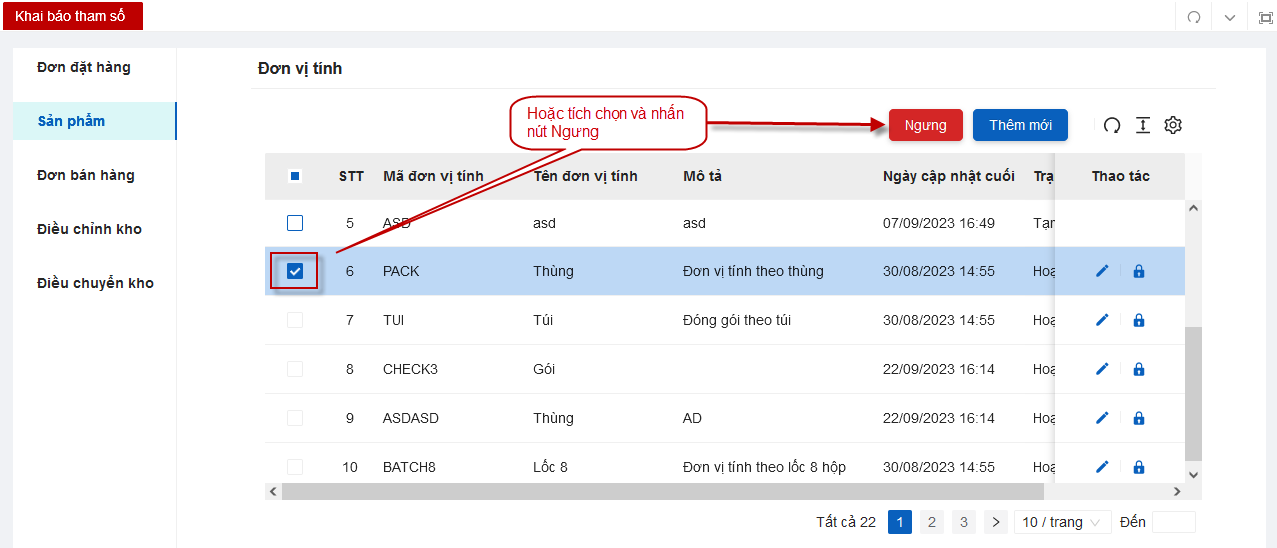 Khai báo tham số
Đơn đặt hàng
Sản phẩm
Đơn bán hàng
Điều chỉnh kho
Điều chuyển kho
Đơn vị tính
Hoặc tích chọn và nhấn
nút Ngưng
Ngưng Thêm mới
STT Mã đơn vị tính Tên đơn vị tính Mô tả Ngày cập nhật cuối Trạ Thao tác
5 ASD asd asd 07/09/2023 16:49 Tạn
6 PACK Thùng Đơn vị tính theo thùng 30/08/2023 14:55 Hoạ
7 TUI Túi Đóng gói theo túi 30/08/2023 14:55 Hoạ
8 CHECK3 Gói 22/09/2023 16:14 Hoạ
9 ASDASD Thùng AD 22/09/2023 16:14 Hoạ
10 BATCH8 Lốc 8 Đơn vị tính theo lốc 8 hộp 30/08/2023 14:55 Hoạ
Tất cả 22 1 2 3 10 / trang Đến